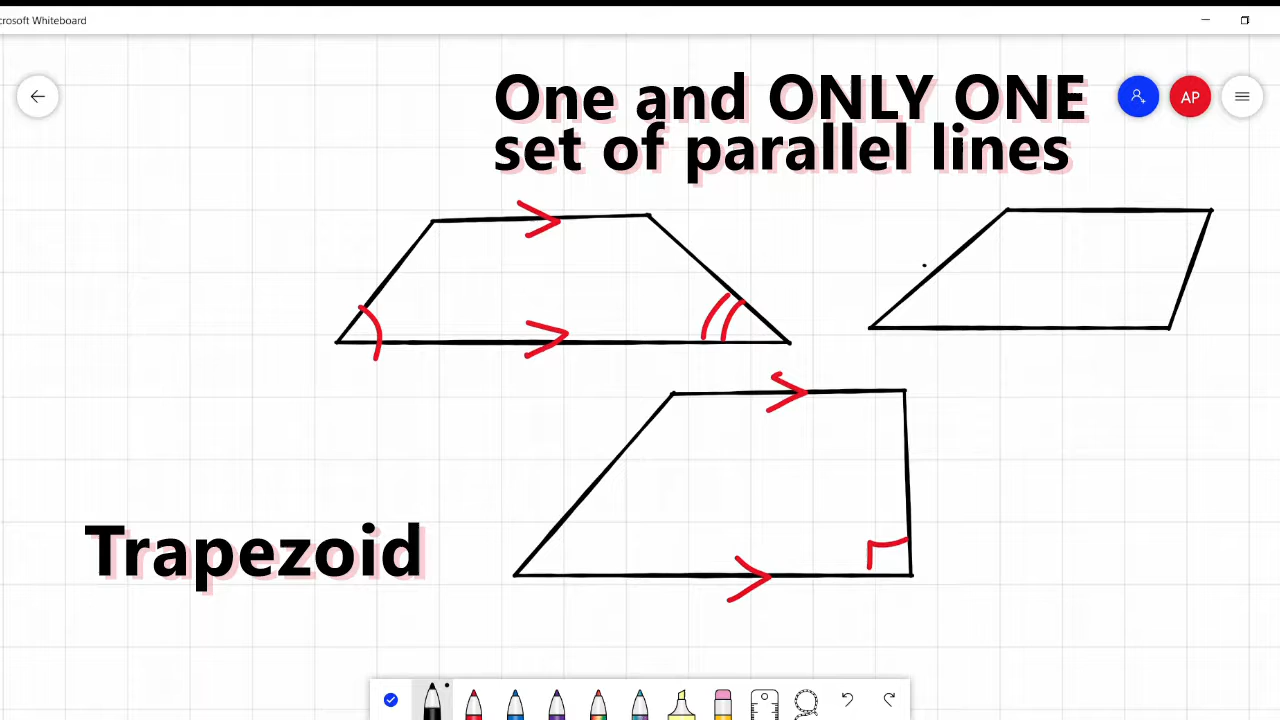 crosoft Whiteboard
One and ONLY ONE
set of parallel lines
AP
Trapezoid